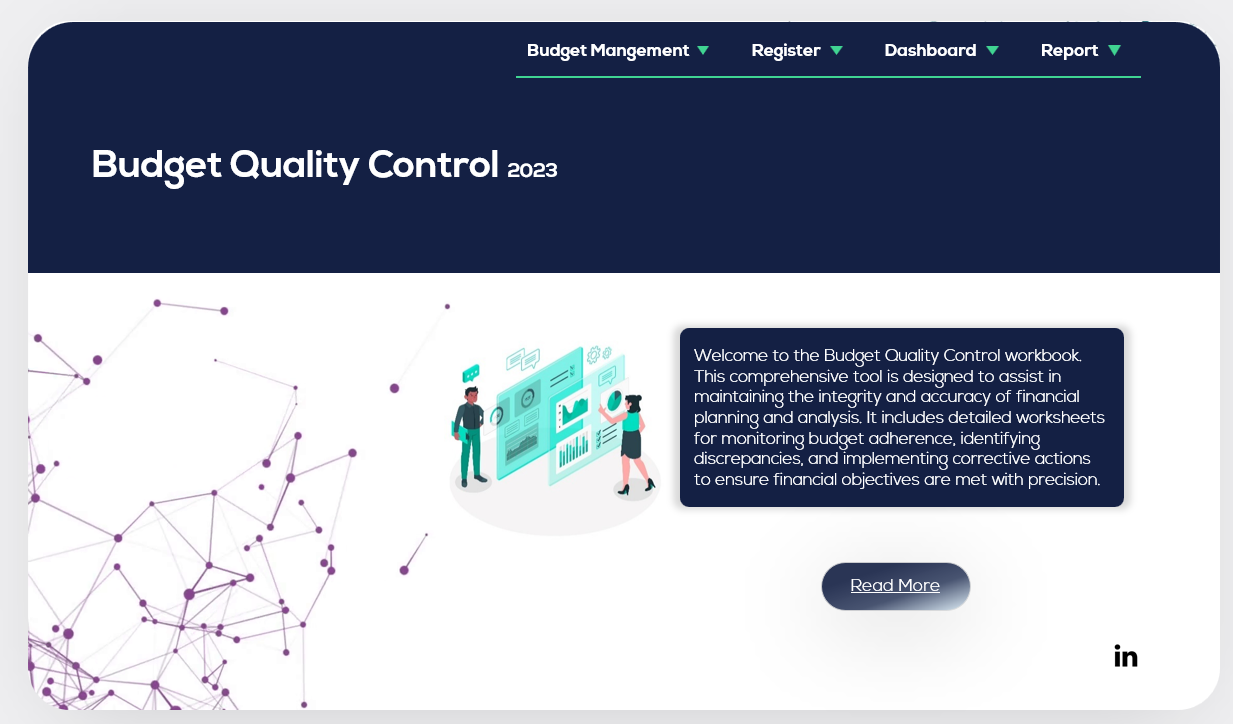 Budget Mangement Register Dashboard Report
Budget Quality Control 2023
Welcome to the Budget Quality Control workbook.
This comprehensive tool is designed to assist in
maintaining the integrity and accuracy of financial
planning and analysis. It includes detailed worksheets
for monitoring budget adherence, identifying
discrepancies, and implementing corrective actions
to ensure financial objectives are met with precision.
Read More
in